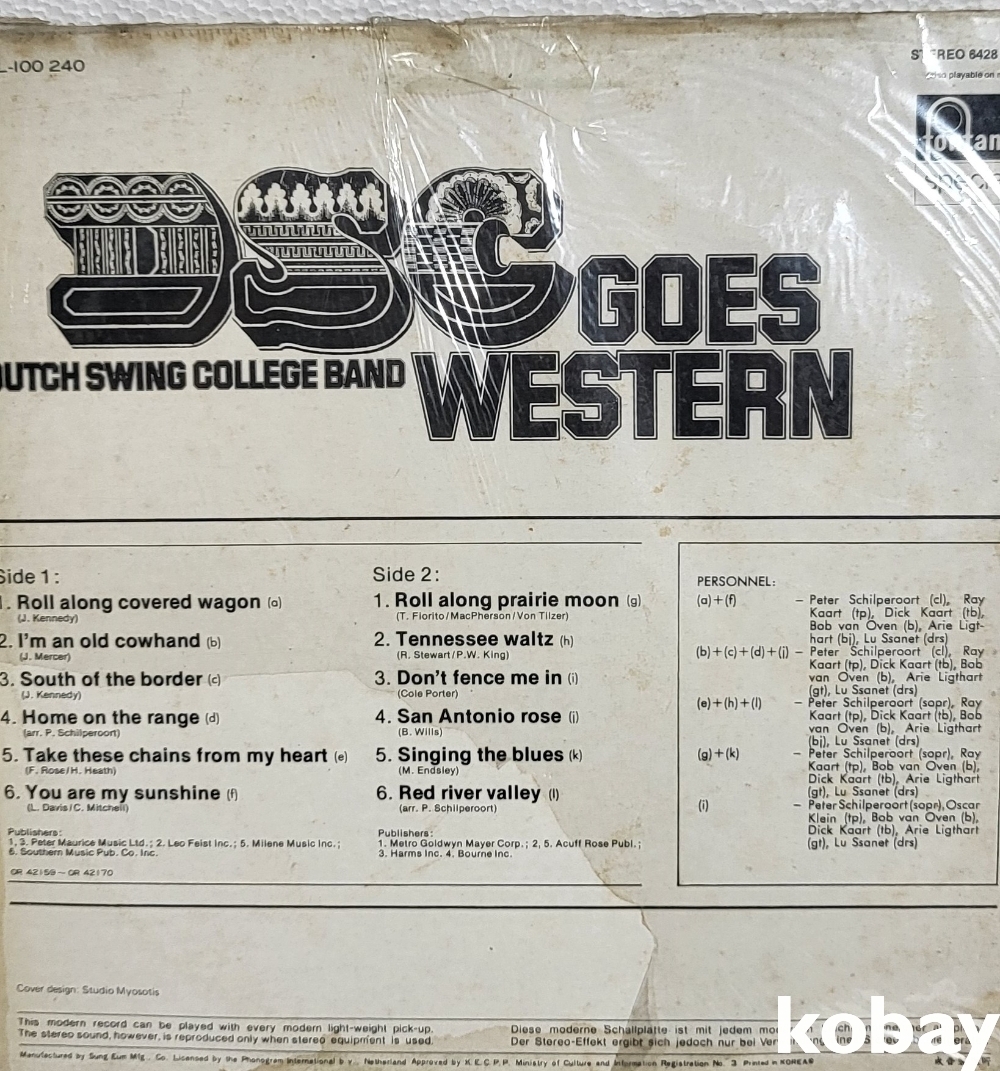 L-100 240
STEREO 6428
also playable on
fontan
special
DSC GOES
DUTCH SWING COLLEGE BAND WESTERN
Side 1:
1. Roll along covered wagon (a)
(J. Kennedy)
2. I'm an old cowhand (b)
(J. Mercer)
3. South of the border (c)
(J. Kennedy)
4. Home on the range (d)
(arr. P. Schilperoort)
5. Take these chains from my heart (e)
(F. Rose/H. Heath)
6. You are my sunshine (f)
(L. Davis/C. Mitchell)
Publishers:
1, 3. Peter Maurice Music Ltd.; 2. Leo Feist Inc.; 5. Milene Music Inc.;
6. Southern Music Pub. Co. Inc.
GR 42159 – GR 42170
Side 2:
1. Roll along prairie moon (g)
(T. Fiorito/MacPherson/Von Tilzer)
2. Tennessee waltz (h)
(R. Stewart/P.W. King)
3. Don't fence me in (i)
(Cole Porter)
4. San Antonio rose (j)
(B. Wills)
5. Singing the blues (k)
(M. Endsley)
6. Red river valley (l)
(arr. P. Schilperoort)
Publishers:
1. Metro Goldwyn Mayer Corp.; 2, 5. Acuff Rose Publ.;
3. Harms Inc. 4. Bourne Inc.
PERSONNEL:
(a)+(f) – Peter Schilperoort (cl), Ray
Kaart (tp), Dick Kaart (tb),
Bob van Oven (b), Arie Ligt-
hart (bj), Lu Ssanet (drs)
(b)+(c)+(d)+(j) – Peter Schilperoort (cl), Ray
Kaart (tp), Dick Kaart (tb), Bob
van Oven (b), Arie Ligthart
(gt), Lu Ssanet (drs)
(e)+(h)+(l) – Peter Schilperoort (sopr), Ray
Kaart (tp), Dick Kaart (tb), Bob
van Oven (b), Arie Ligthart
(bj), Lu Ssanet (drs)
(g)+(k) – Peter Schilperoort (sopr), Ray
Kaart (tp), Bob van Oven (b),
Dick Kaart (tb), Arie Ligthart
(gt), Lu Ssanet (drs)
(i) – Peter Schilperoort (sopr), Oscar
Klein (tp), Bob van Oven (b),
Dick Kaart (tb), Arie Ligthart
(gt), Lu Ssanet (drs)
Cover design: Studio Myosotis
This modern record can be played with every modern light-weight pick-up.
The stereo sound, however, is reproduced only when stereo equipment is used.
Diese moderne Schallplatte ist mit jedem
Der Stereo-Effekt ergibt sich jedoch nur bei
Manufactured by Sung Eum Mfg., Co. Licensed by the Phonogram International b.v., Netherland Approved by K.E.C.P.P. Ministry of Culture and Information Registration No. 3 Printed in KOREA
kobay